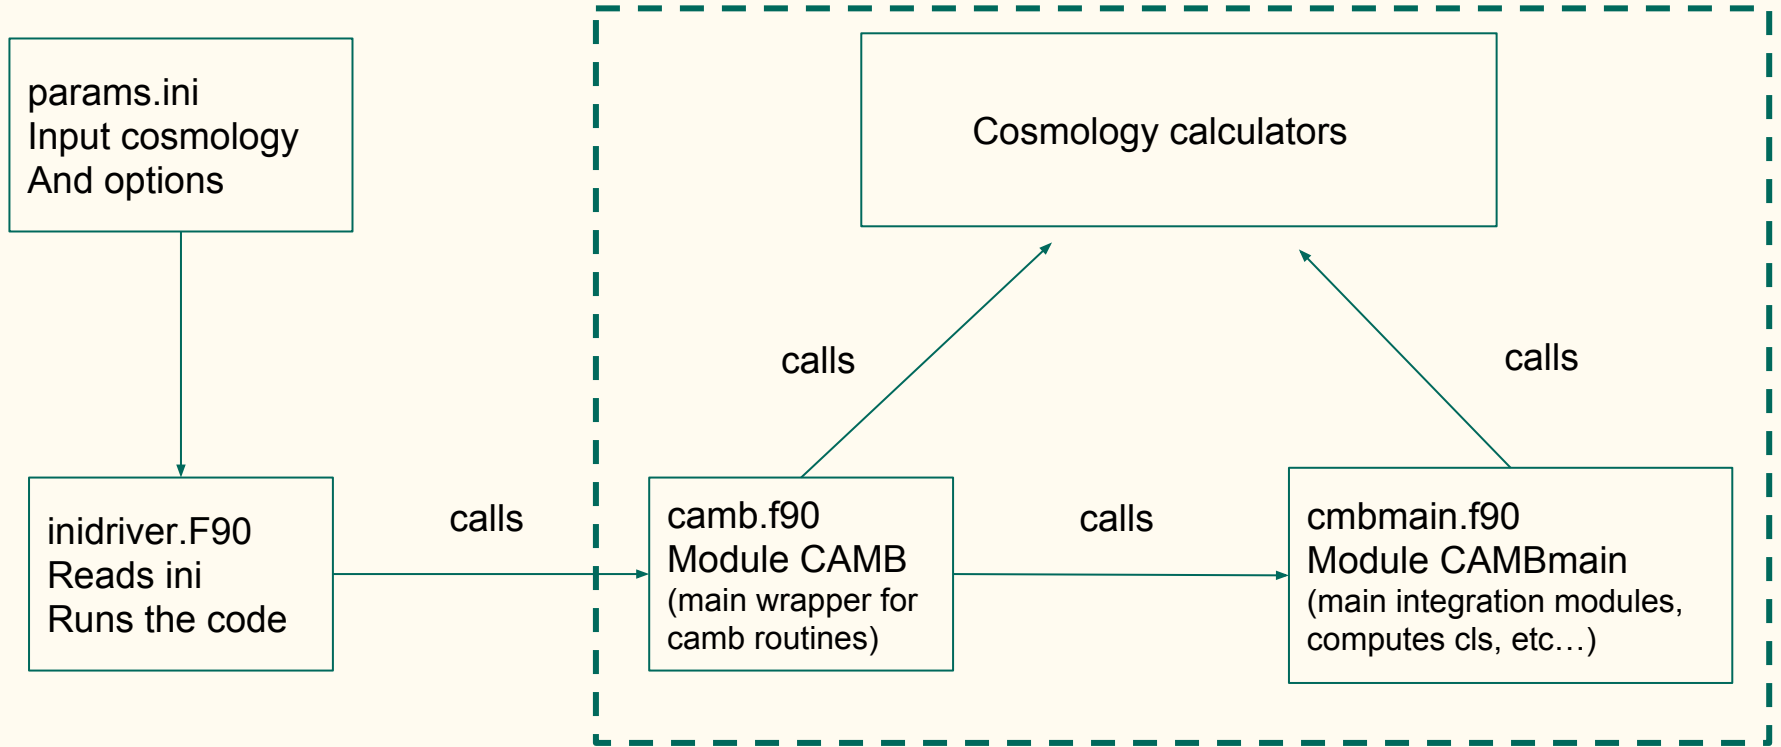 params.ini
Input cosmology
And options
Cosmology calculators
calls
calls
inidriver.F90
Reads ini
Runs the code
calls
camb.f90
Module CAMB
(main wrapper for
camb routines)
calls
cmbmain.f90
Module CAMBmain
(main integration modules,
computes cls, etc…)